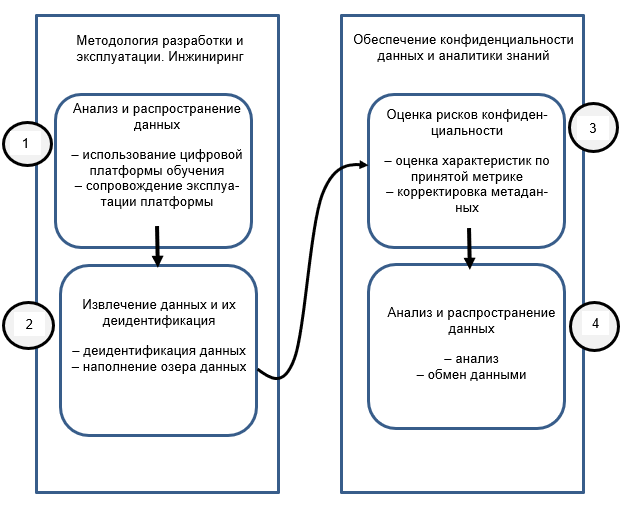 Методология разработки и
эксплуатации. Инжиниринг
1
Анализ и распространение
данных
– использование цифровой
платформы обучения
– сопровождение эксплуа-
тации платформы
2
Извлечение данных и их
деидентификация
– деидентификация данных
– наполнение озера данных
Обеспечение конфиденциальности
данных и аналитики знаний
3
Оценка рисков конфиден-
циальности
– оценка характеристик по
принятой метрике
– корректировка метадан-
ных
4
Анализ и распространение
данных
– анализ
– обмен данными